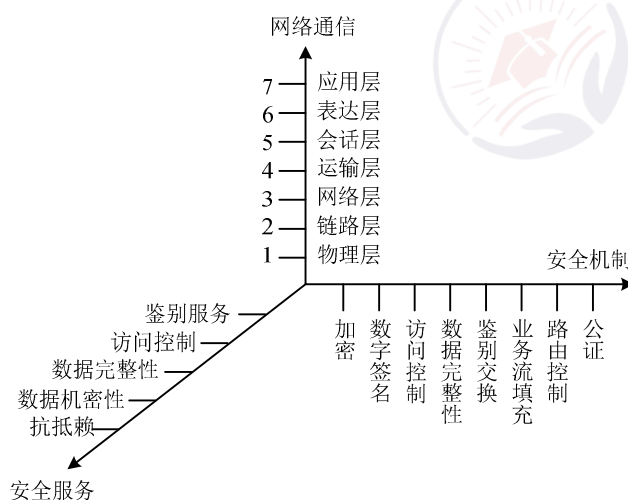 网络通信
7 应用层
6 表达层
5 会话层
4 运输层
3 网络层
2 链路层
1 物理层
安全机制
加密
数字签名
访问控制
数据完整性
鉴别交换
业务流填充
路由控制
公证
鉴别服务
访问控制
数据完整性
数据机密性
抗抵赖
安全服务